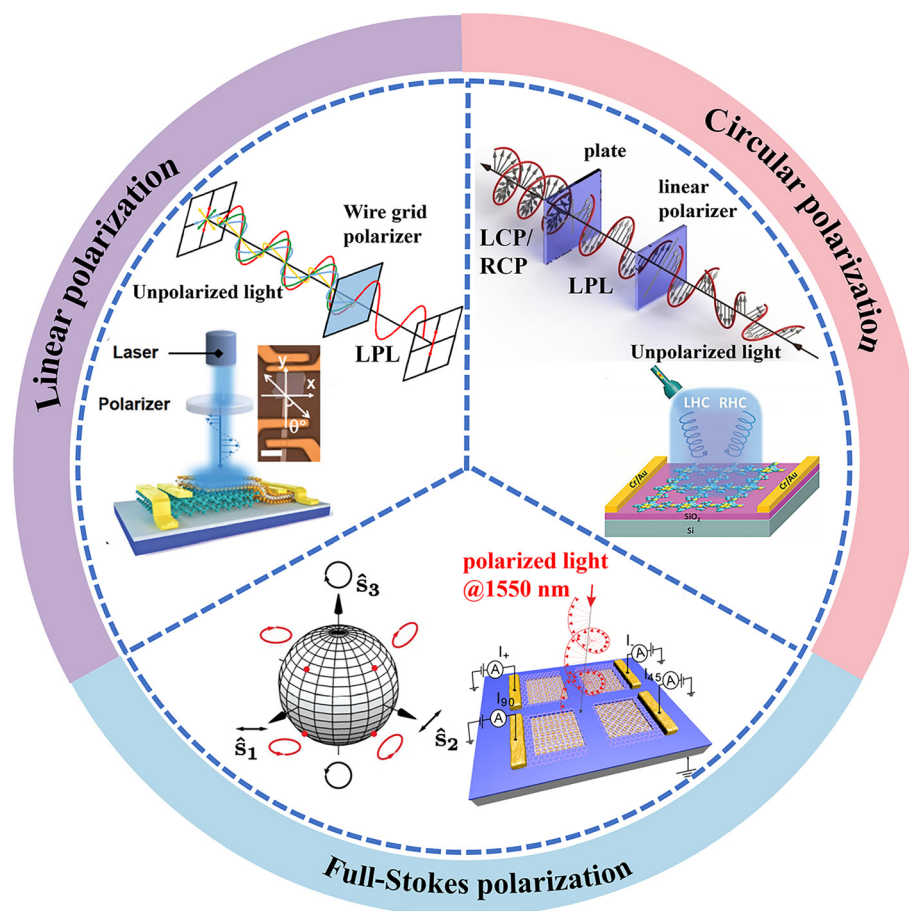 Linear polarization
Circular polarization
Full-Stokes polarization
Wire grid
polarizer
Unpolarized light
LPL
Laser
Polarizer
y
x
θ°
plate
linear
polarizer
LCP/
RCP
LPL
Unpolarized light
LHC RHC
Cr/Au
Cr/Au
SiO₂
Si
ŝ₃
ŝ₁
ŝ₂
polarized light
@1550 nm
I₊
A
I₋
A
I₉₀
A
I₄₅
A